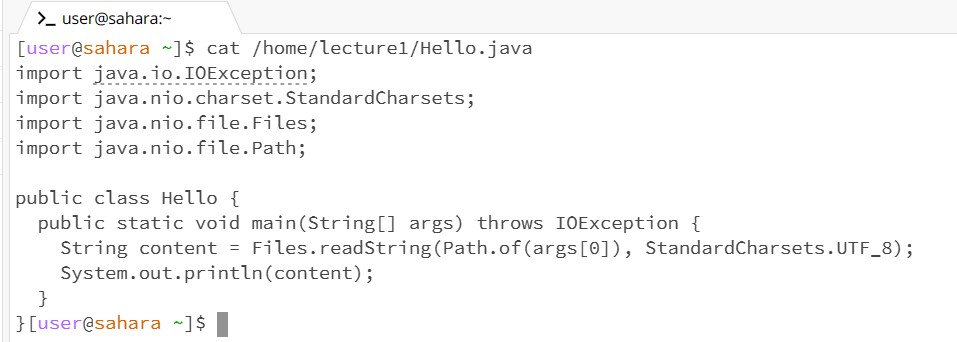 >_ user@sahara:~
[user@sahara ~]$ cat /home/lecture1/Hello.java
import java.io.IOException;
import java.nio.charset.StandardCharsets;
import java.nio.file.Files;
import java.nio.file.Path;

public class Hello {
  public static void main(String[] args) throws IOException {
    String content = Files.readString(Path.of(args[0]), StandardCharsets.UTF_8);
    System.out.println(content);
  }
}[user@sahara ~]$